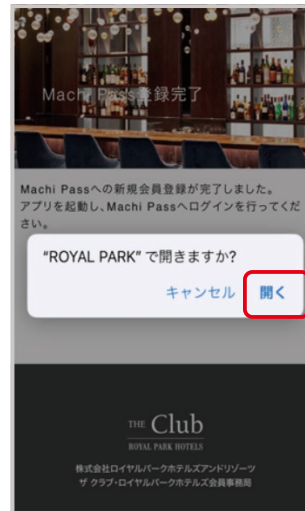 Machi Pass登録完了
Machi Passへの新規会員登録が完了しました。
アプリを起動し、Machi Passへログインを行ってくだ
さい。
"ROYAL PARK" で開きますか?
キャンセル
開く
THE Club
ROYAL PARK HOTELS
株式会社ロイヤルパークホテルズアンドリゾーツ
ザ クラブ・ロイヤルパークホテルズ会員事務局